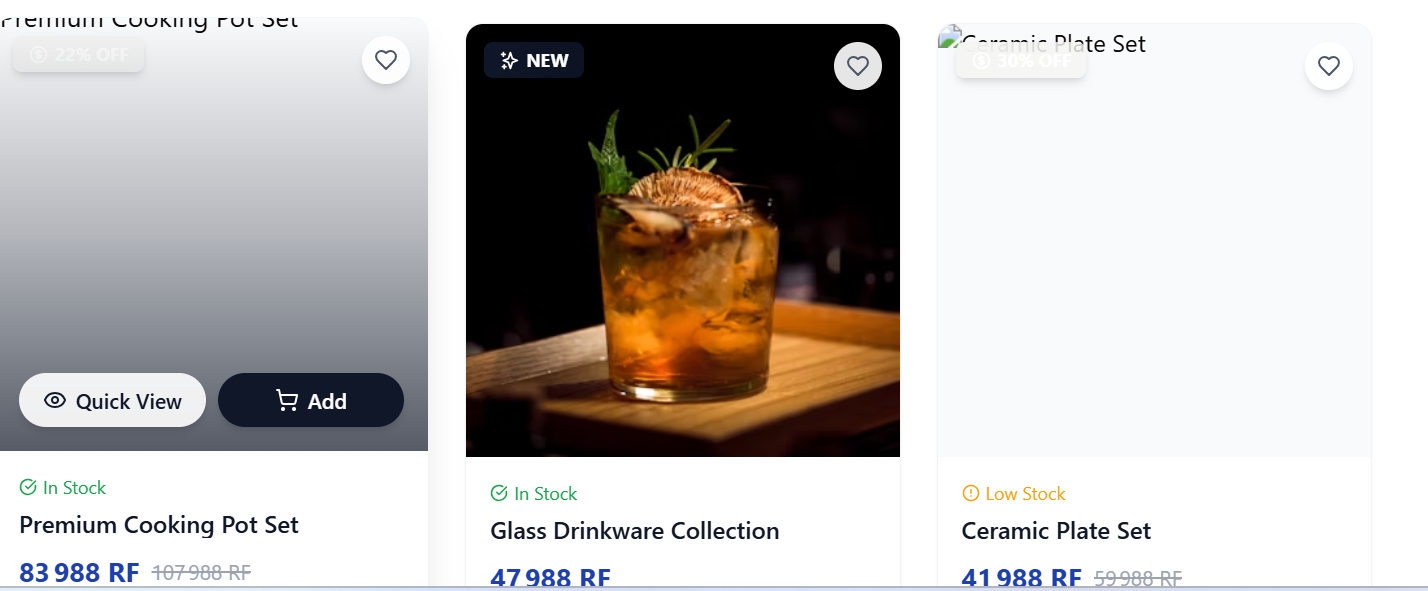 Premium Cooking Pot Set
22% OFF
Quick View
Add
In Stock
Premium Cooking Pot Set
83 988 RF 107 988 RF
NEW
In Stock
Glass Drinkware Collection
47 988 RF
Ceramic Plate Set
30% OFF
Low Stock
Ceramic Plate Set
41 988 RF 59 988 RF